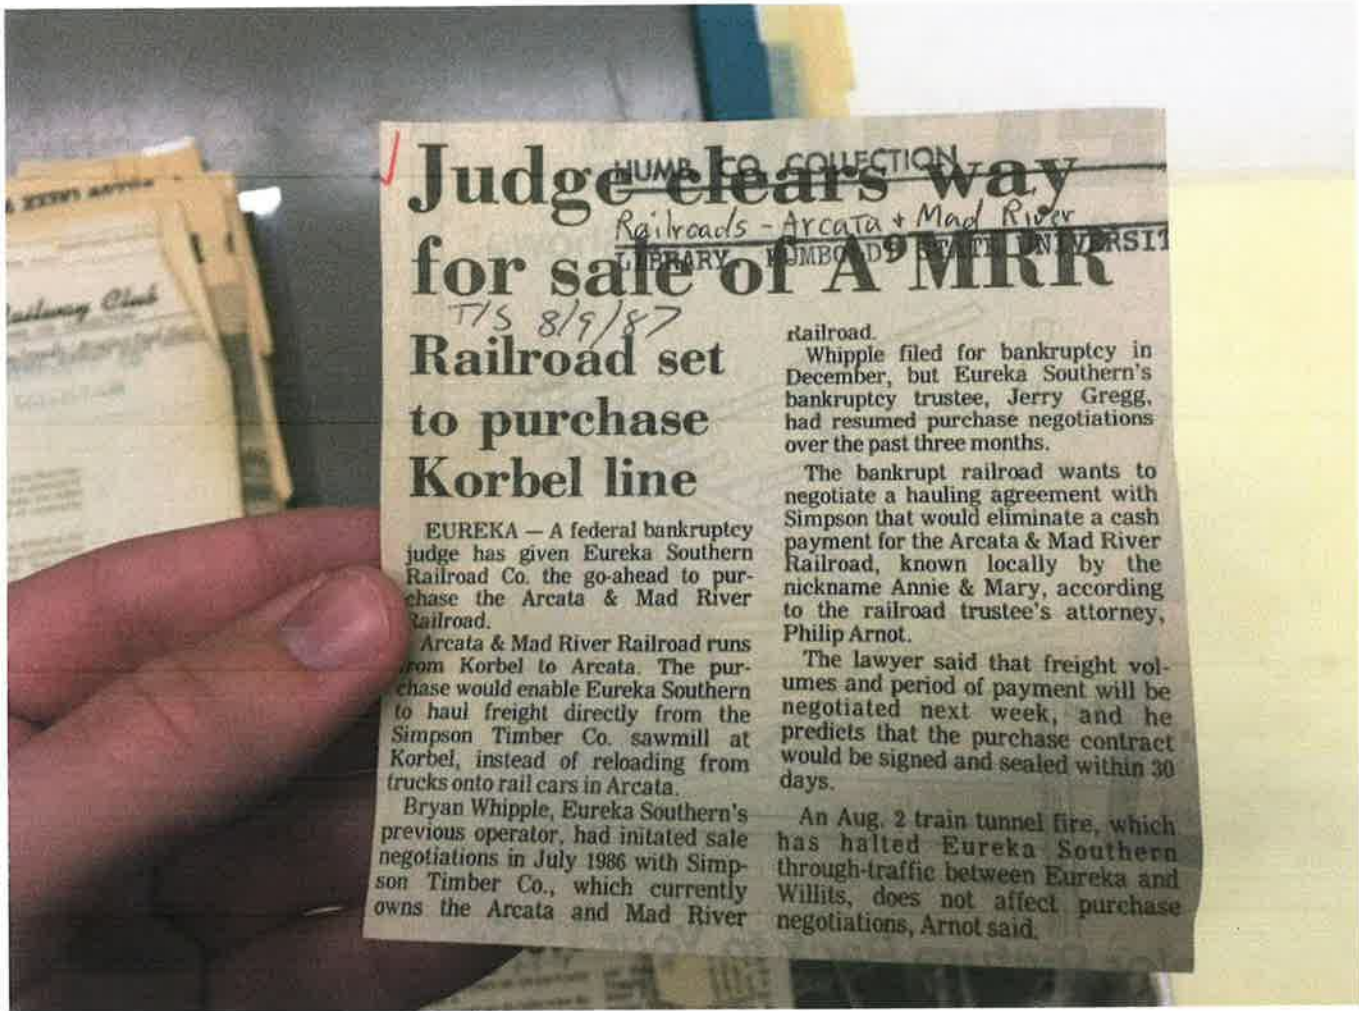 Railway Club
HUMB. CO. COLLECTION
Railroads - Arcata & Mad River
LIBRARY, HUMBOLDT STATE UNIVERSIT
Judge clears way
for sale of A'MRR
T/S 8/9/87
Railroad set
to purchase
Korbel line
EUREKA — A federal bankruptcy
judge has given Eureka Southern
Railroad Co. the go-ahead to pur-
chase the Arcata & Mad River
Railroad.
Arcata & Mad River Railroad runs
from Korbel to Arcata. The pur-
chase would enable Eureka Southern
to haul freight directly from the
Simpson Timber Co. sawmill at
Korbel, instead of reloading from
trucks onto rail cars in Arcata.
Bryan Whipple, Eureka Southern's
previous operator, had initated sale
negotiations in July 1986 with Simp-
son Timber Co., which currently
owns the Arcata and Mad River
Railroad.
Whipple filed for bankruptcy in
December, but Eureka Southern's
bankruptcy trustee, Jerry Gregg,
had resumed purchase negotiations
over the past three months.
The bankrupt railroad wants to
negotiate a hauling agreement with
Simpson that would eliminate a cash
payment for the Arcata & Mad River
Railroad, known locally by the
nickname Annie & Mary, according
to the railroad trustee's attorney,
Philip Arnot.
The lawyer said that freight vol-
umes and period of payment will be
negotiated next week, and he
predicts that the purchase contract
would be signed and sealed within 30
days.
An Aug. 2 train tunnel fire, which
has halted Eureka Southern
through-traffic between Eureka and
Willits, does not affect purchase
negotiations, Arnot said.